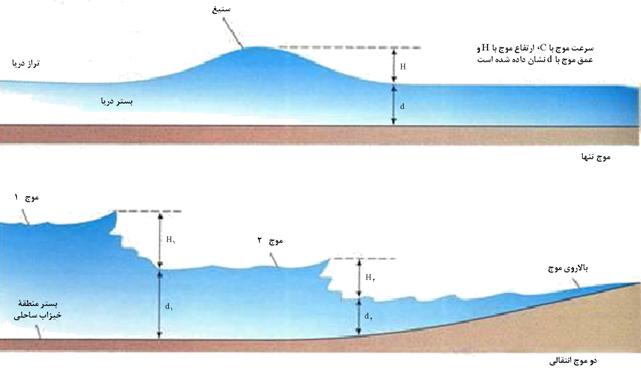 ستیغ
سرعت موج با C، ارتفاع موج با H و
عمق موج با d نشان داده شده است
تراز دریا
H
بستر دریا
d
موج تنها
موج ۱
موج ۲
H۱
H۲
بالاروی موج
بستر منطقهٔ
خیزاب ساحلی
d۱
d۲
دو موج انتقالی